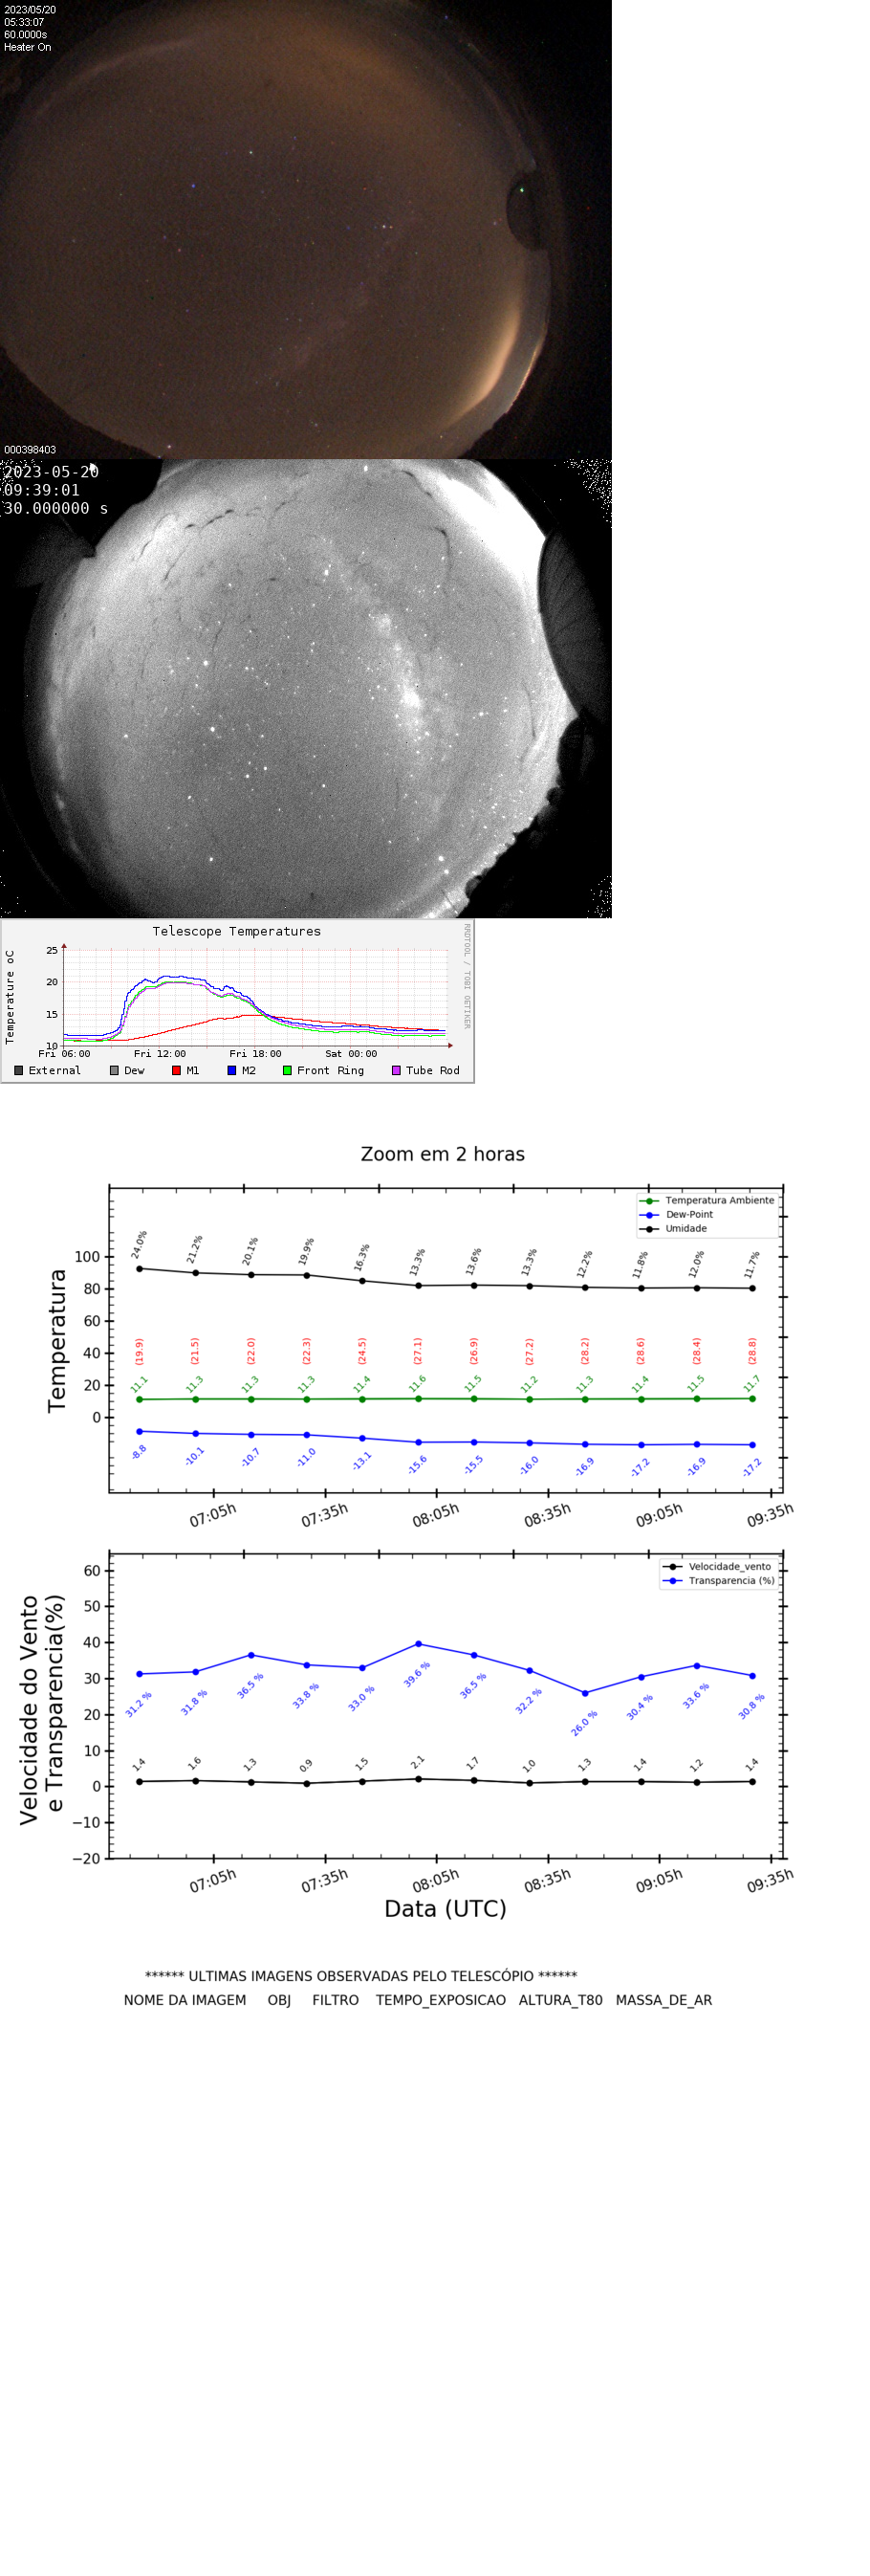 2023/05/20
05:33:07
60.0000s
Heater On
000398403
2023-05-20
09:39:01
30.000000 s
Telescope Temperatures
RRDTOOL / TOBI OETIKER
Temperature oC
25
20
15
10
Fri 06:00 Fri 12:00 Fri 18:00 Sat 00:00
External Dew M1 M2 Front Ring Tube Rod
Zoom em 2 horas
Temperatura Ambiente
Dew-Point
Umidade
Temperatura
100
80
60
40
20
0
24.0% 21.2% 20.1% 19.9% 16.3% 13.3% 13.6% 13.3% 12.2% 11.8% 12.0% 11.7%
(19.9) (21.5) (22.0) (22.3) (24.5) (27.1) (26.9) (27.2) (28.2) (28.6) (28.4) (28.8)
11.1 11.3 11.3 11.3 11.4 11.6 11.5 11.2 11.3 11.4 11.5 11.7
-8.8 -10.1 -10.7 -11.0 -13.1 -15.6 -15.5 -16.0 -16.9 -17.2 -16.9 -17.2
07:05h 07:35h 08:05h 08:35h 09:05h 09:35h
Velocidade_vento
Transparencia (%)
Velocidade do Vento
e Transparencia(%)
60
50
40
30
20
10
0
−10
−20
31.2 % 31.8 % 36.5 % 33.8 % 33.0 % 39.6 % 36.5 % 32.2 % 26.0 % 30.4 % 33.6 % 30.8 %
1.4 1.6 1.3 0.9 1.5 2.1 1.7 1.0 1.3 1.4 1.2 1.4
07:05h 07:35h 08:05h 08:35h 09:05h 09:35h
Data (UTC)
****** ULTIMAS IMAGENS OBSERVADAS PELO TELESCÓPIO ******
NOME DA IMAGEM OBJ FILTRO TEMPO_EXPOSICAO ALTURA_T80 MASSA_DE_AR